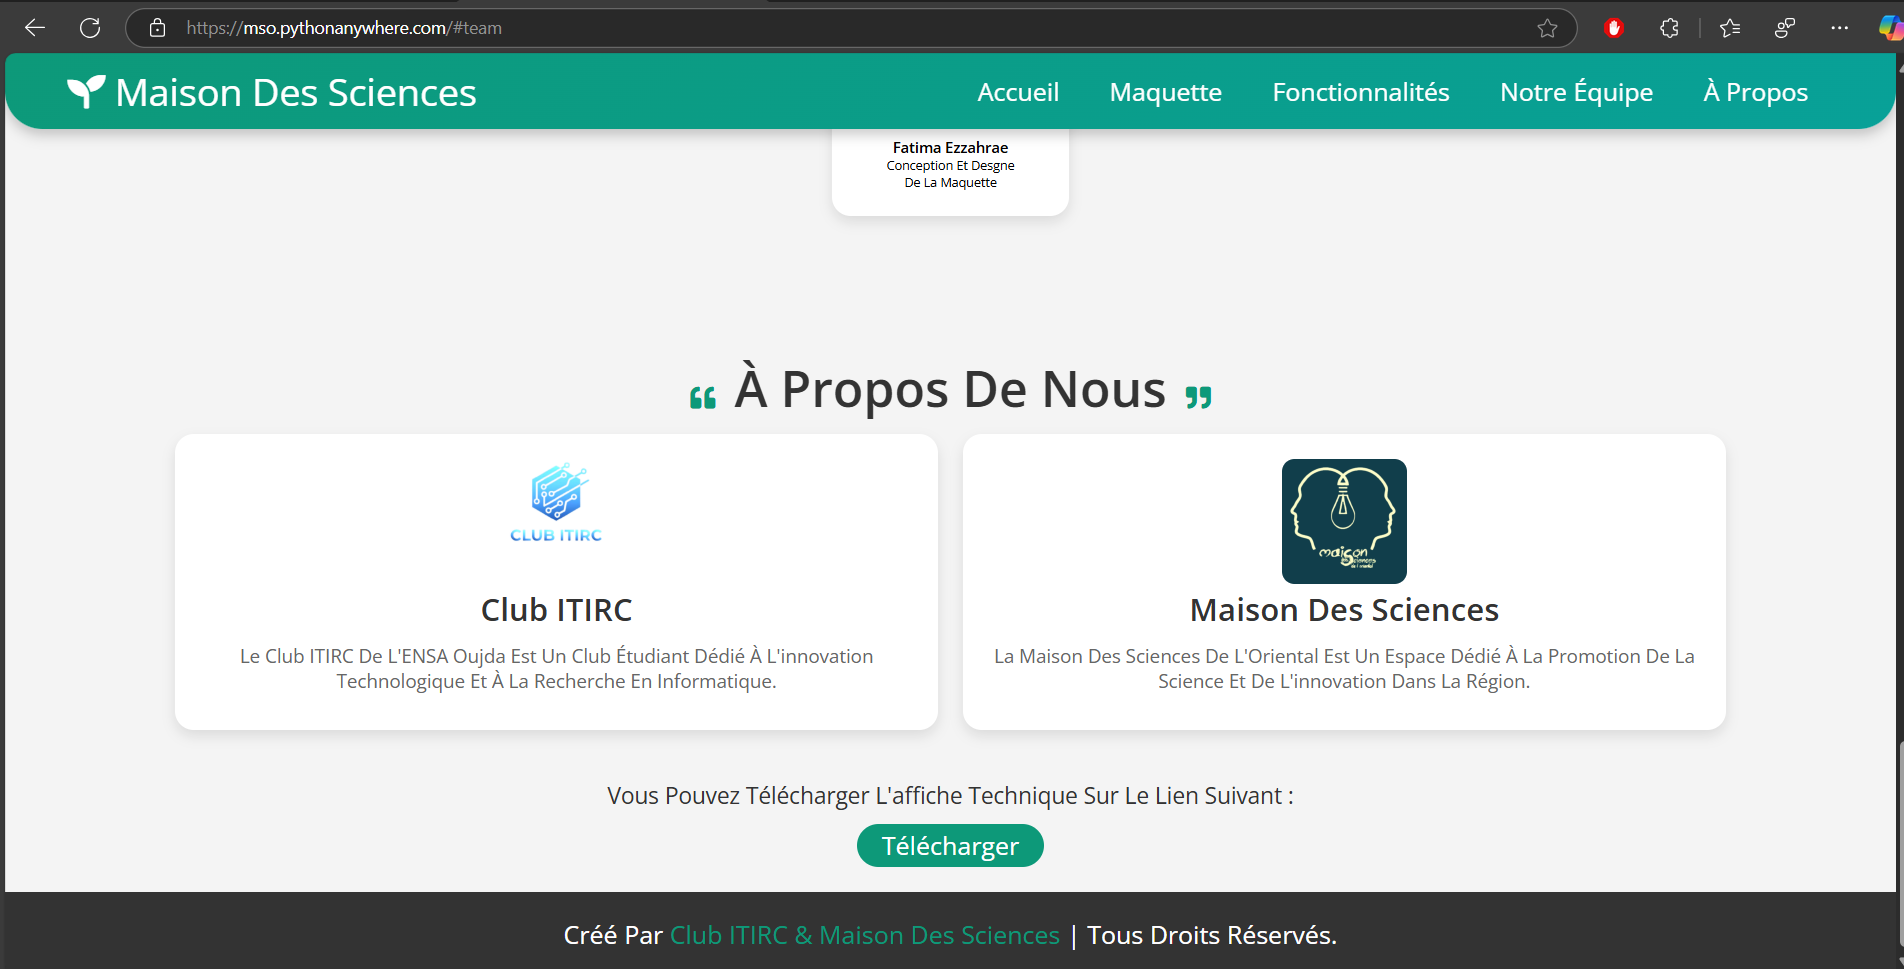 https://mso.pythonanywhere.com/#team
Maison Des Sciences
Accueil
Maquette
Fonctionnalités
Notre Équipe
À Propos
Fatima Ezzahrae
Conception Et Desgne
De La Maquette
“ À Propos De Nous ”
CLUB ITIRC
Club ITIRC
Le Club ITIRC De L'ENSA Oujda Est Un Club Étudiant Dédié À L'innovation
Technologique Et À La Recherche En Informatique.
maison
des sciences
de l'oriental
Maison Des Sciences
La Maison Des Sciences De L'Oriental Est Un Espace Dédié À La Promotion De La
Science Et De L'innovation Dans La Région.
Vous Pouvez Télécharger L'affiche Technique Sur Le Lien Suivant :
Télécharger
Créé Par Club ITIRC & Maison Des Sciences | Tous Droits Réservés.